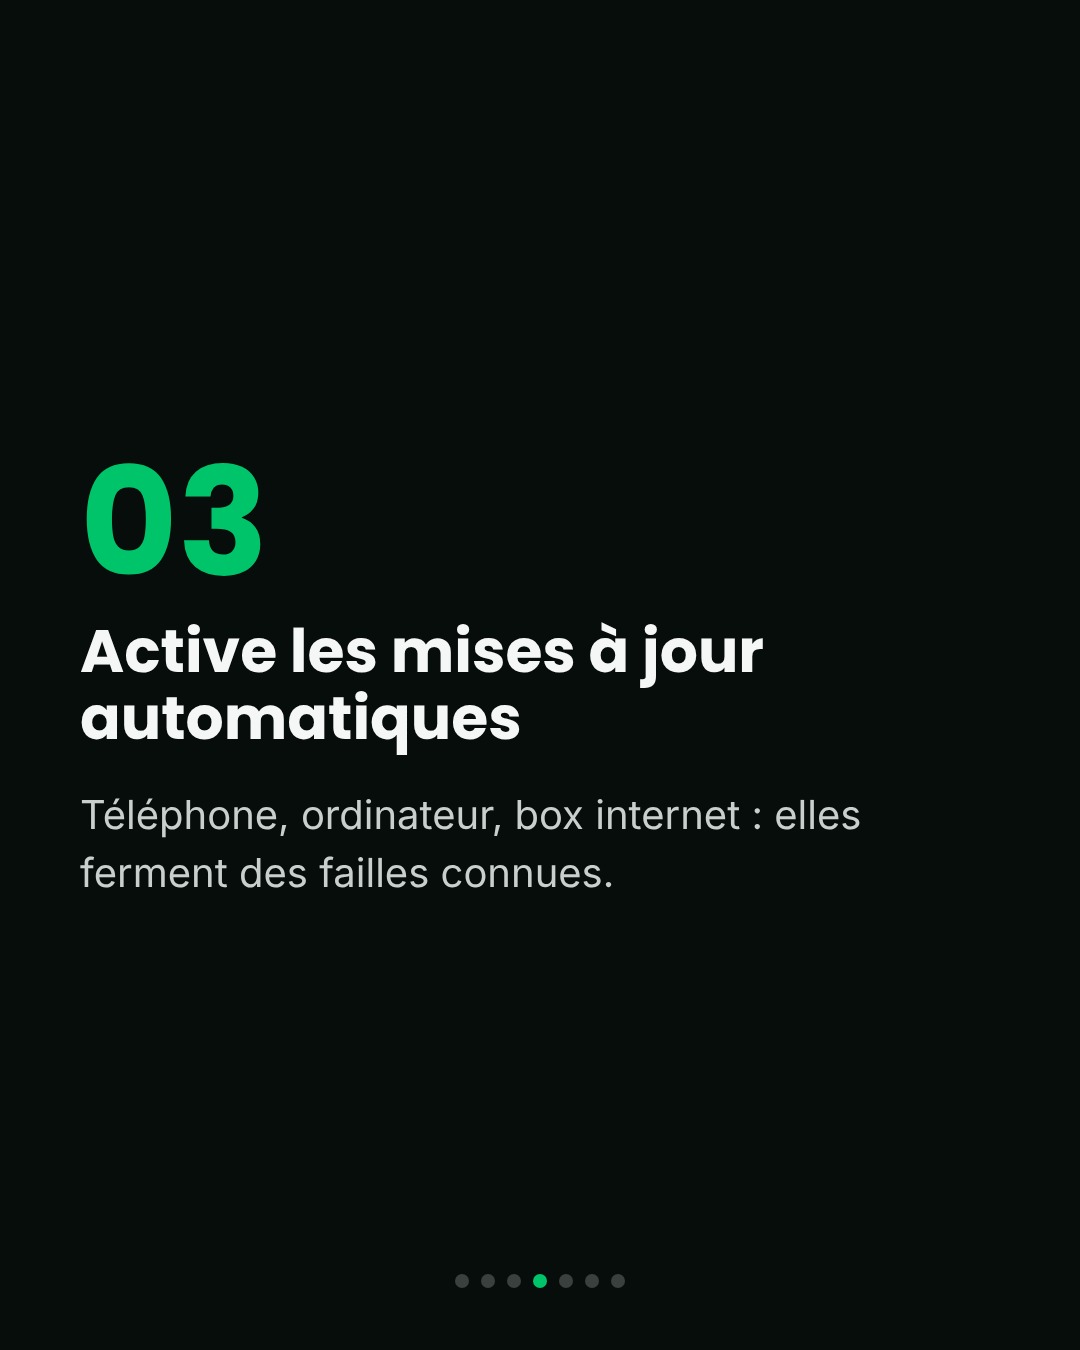 03
Active les mises à jour
automatiques
Téléphone, ordinateur, box internet : elles
ferment des failles connues.